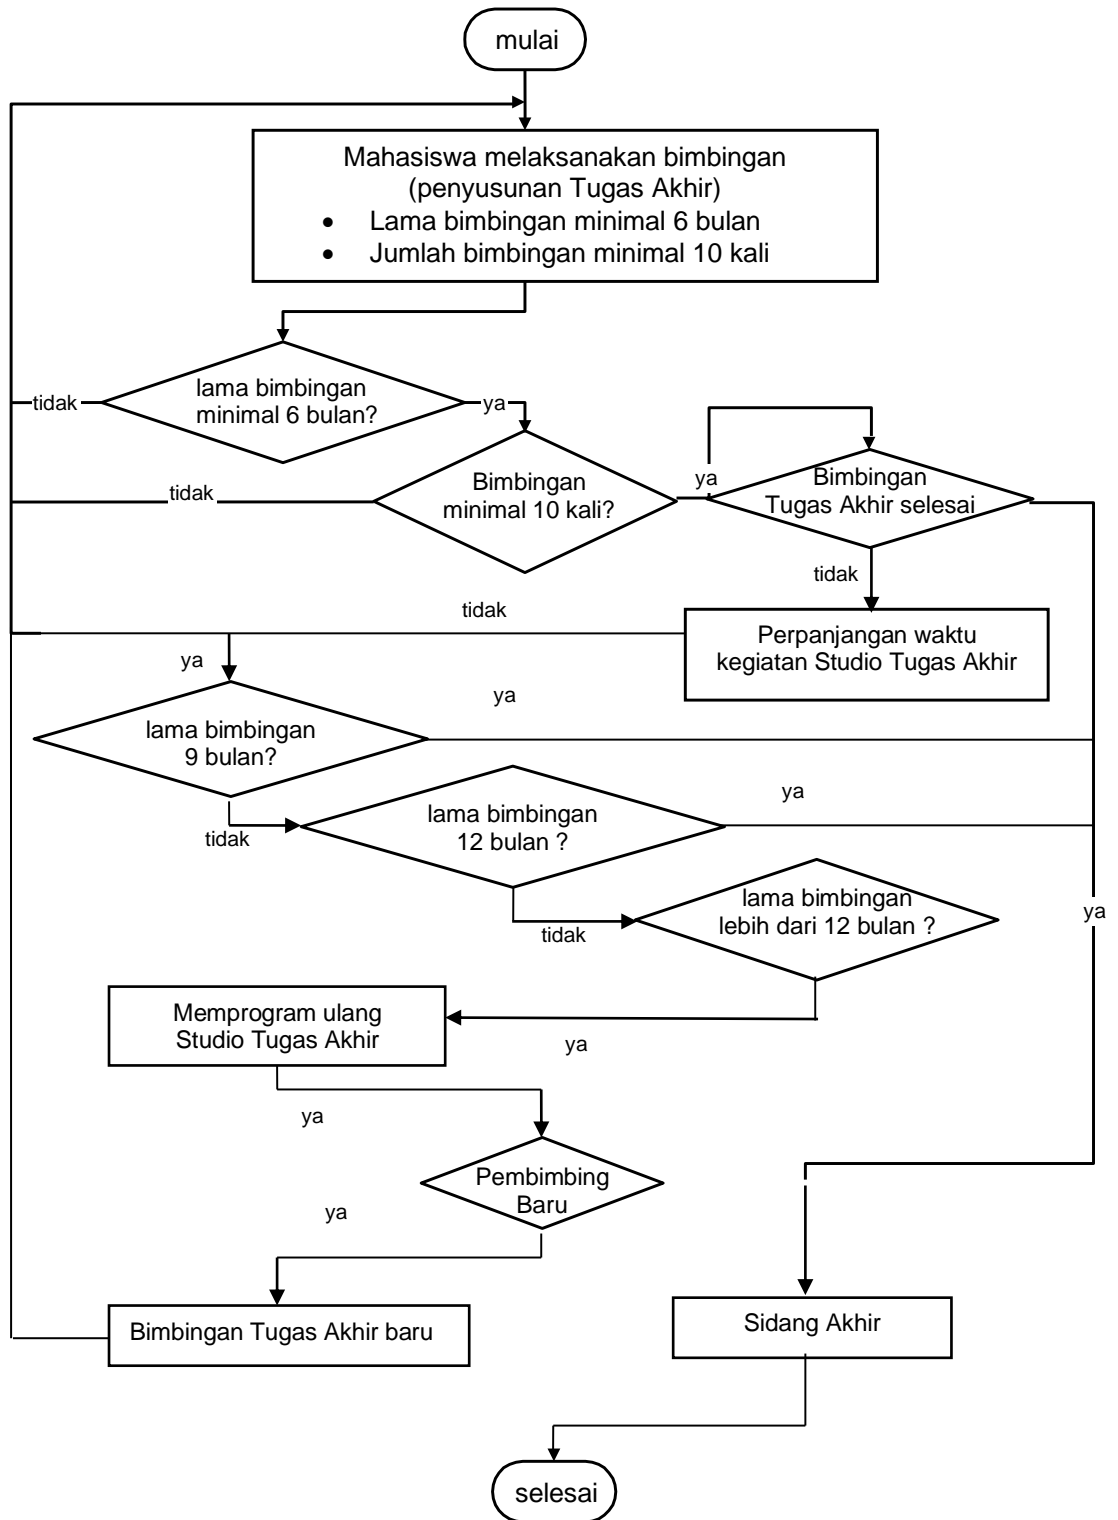 mulai
Mahasiswa melaksanakan bimbingan
(penyusunan Tugas Akhir)
• Lama bimbingan minimal 6 bulan
• Jumlah bimbingan minimal 10 kali
lama bimbingan
minimal 6 bulan?
tidak
ya
Bimbingan
minimal 10 kali?
tidak
ya
Bimbingan
Tugas Akhir selesai
tidak
tidak
Perpanjangan waktu
kegiatan Studio Tugas Akhir
ya
ya
lama bimbingan
9 bulan?
ya
tidak
lama bimbingan
12 bulan ?
lama bimbingan
lebih dari 12 bulan ?
ya
tidak
Memprogram ulang
Studio Tugas Akhir
ya
ya
Pembimbing
Baru
ya
Bimbingan Tugas Akhir baru
Sidang Akhir
selesai